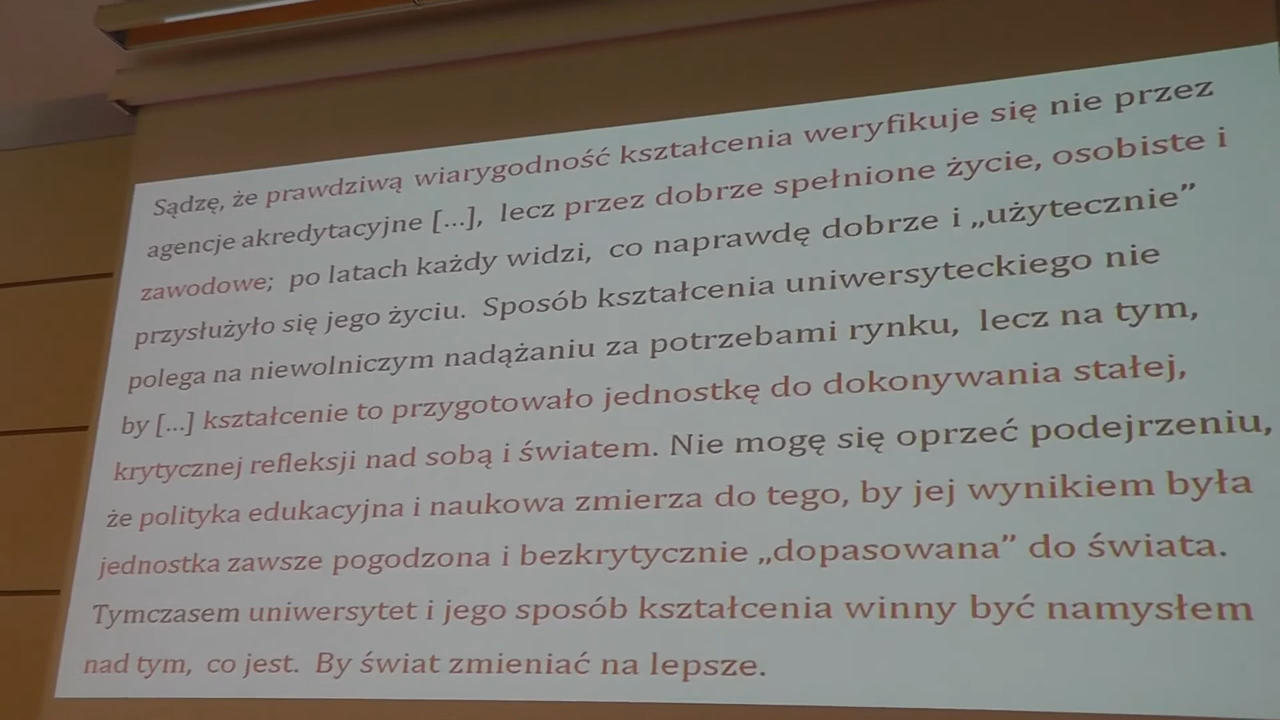 Sądzę, że prawdziwą wiarygodność kształcenia weryfikuje się nie przez
agencje akredytacyjne [...], lecz przez dobrze spełnione życie, osobiste i
zawodowe; po latach każdy widzi, co naprawdę dobrze i „użytecznie”
przysłużyło się jego życiu. Sposób kształcenia uniwersyteckiego nie
polega na niewolniczym nadążaniu za potrzebami rynku, lecz na tym,
by [...] kształcenie to przygotowało jednostkę do dokonywania stałej,
krytycznej refleksji nad sobą i światem. Nie mogę się oprzeć podejrzeniu,
że polityka edukacyjna i naukowa zmierza do tego, by jej wynikiem była
jednostka zawsze pogodzona i bezkrytycznie „dopasowana” do świata.
Tymczasem uniwersytet i jego sposób kształcenia winny być namysłem
nad tym, co jest. By świat zmieniać na lepsze.